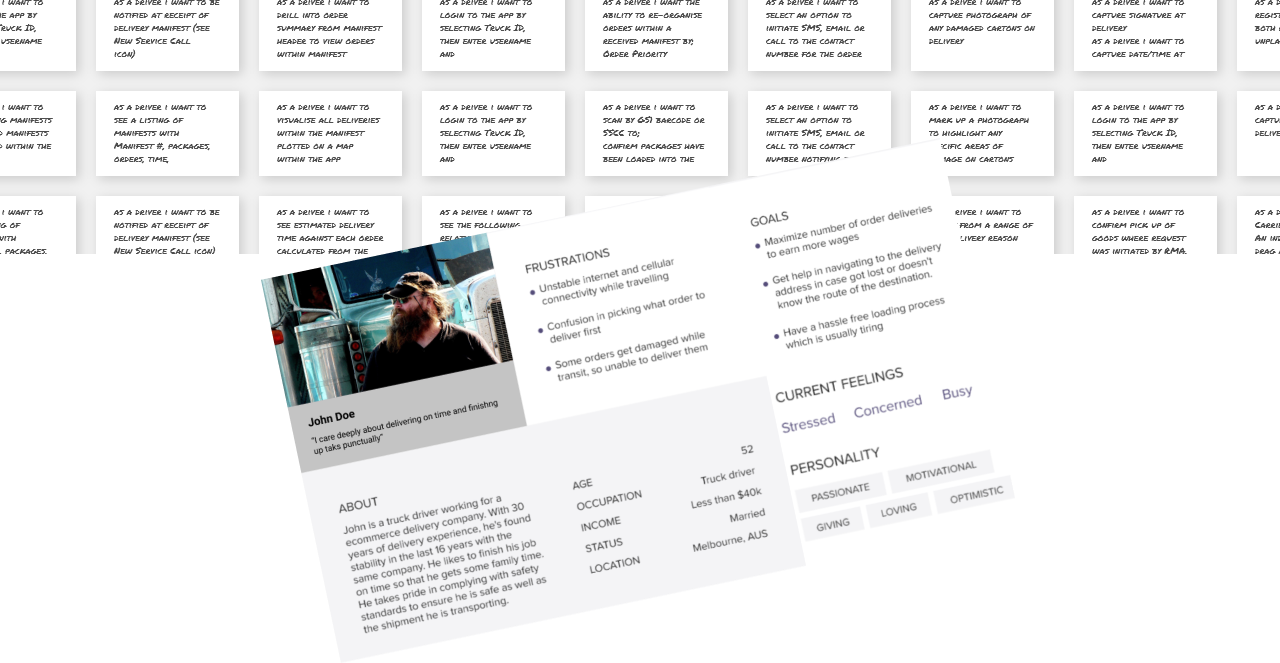 I WANT TO
E APP BY
TRUCK ID,
USERNAME
AS A DRIVER I WANT TO BE
NOTIFIED AT RECEIPT OF
DELIVERY MANIFEST (SEE
NEW SERVICE CALL
ICON)
AS A DRIVER I WANT TO
DRILL INTO ORDER
SUMMARY FROM MANIFEST
HEADER TO VIEW ORDERS
WITHIN MANIFEST
AS A DRIVER I WANT TO
LOGIN TO THE APP BY
SELECTING TRUCK ID,
THEN ENTER USERNAME
AND
AS A DRIVER I WANT THE
ABILITY TO RE-ORGANISE
ORDERS WITHIN A
RECEIVED MANIFEST BY;
ORDER PRIORITY
AS A DRIVER I WANT TO
SELECT AN OPTION TO
INITIATE SMS, EMAIL OR
CALL TO THE CONTACT
NUMBER FOR THE ORDER
AS A DRIVER I WANT TO
CAPTURE PHOTOGRAPH OF
ANY DAMAGED CARTONS ON
DELIVERY
AS A DRIVER I WANT TO
CAPTURE SIGNATURE AT
DELIVERY
AS A DRIVER I WANT TO
CAPTURE DATE/TIME AT
AS A D
REGIST
BOTH
UNPLA
I WANT TO
G MANIFESTS
D MANIFESTS
D WITHIN THE
AS A DRIVER I WANT TO
SEE A LISTING OF
MANIFESTS WITH
MANIFEST #, PACKAGES,
ORDERS, TIME,
AS A DRIVER I WANT TO
VISUALISE ALL DELIVERIES
WITHIN THE MANIFEST
PLOTTED ON A MAP
WITHIN THE APP
AS A DRIVER I WANT TO
LOGIN TO THE APP BY
SELECTING TRUCK ID,
THEN ENTER USERNAME
AND
AS A DRIVER I WANT TO
SCAN BY GS1 BARCODE OR
SSCC TO;
CONFIRM PACKAGES HAVE
BEEN LOADED INTO THE
AS A DRIVER I WANT TO
SELECT AN OPTION TO
INITIATE SMS, EMAIL OR
CALL TO THE CONTACT
NUMBER NOTIFYING
AS A DRIVER I WANT TO
MARK UP A PHOTOGRAPH
TO HIGHLIGHT ANY
ECIFIC AREAS OF
MAGE ON CARTONS
AS A DRIVER I WANT TO
LOGIN TO THE APP BY
SELECTING TRUCK ID,
THEN ENTER USERNAME
AND
AS A D
CAPTU
DELIVE
I WANT TO
G OF
WITH
PACKAGES,
AS A DRIVER I WANT TO BE
NOTIFIED AT RECEIPT OF
DELIVERY MANIFEST (SEE
NEW SERVICE CALL ICON)
AS A DRIVER I WANT TO
SEE ESTIMATED DELIVERY
TIME AGAINST EACH ORDER
CALCULATED FROM THE
AS A DRIVER I WANT TO
SEE THE FOLLOWING
RIVER I WANT TO
FROM A RANGE OF
LIVERY REASON
AS A DRIVER I WANT TO
CONFIRM PICK UP OF
GOODS WHERE REQUEST
WAS INITIATED BY RMA,
AS A D
CARRI
AN IN
DRAG
John Doe
"I care deeply about delivering on time and finishng
up taks punctually"
FRUSTRATIONS
Unstable internet and cellular
connectivity while travelling
Confusion in picking what order to
deliver first
Some orders get damaged while
transit, so unable to deliver them
GOALS
Maximize number of order deliveries
to earn more wages
Get help in navigating to the delivery
address in case got lost or doesn't
know the route of the destination.
Have a hassle free loading process
which is usually tiring
CURRENT FEELINGS
Stressed Concerned Busy
PERSONALITY
PASSIONATE MOTIVATIONAL
GIVING LOVING OPTIMISTIC
ABOUT
John is a truck driver working for a
ecommerce delivery company. With 30
years of delivery experience, he's found
stability in the last 16 years with the
same company. He likes to finish his job
on time so that he gets some family time.
He takes pride in complying with safety
standards to ensure he is safe as well as
the shipment he is transporting.
AGE 52
OCCUPATION Truck driver
INCOME Less than $40k
STATUS Married
LOCATION Melbourne, AUS